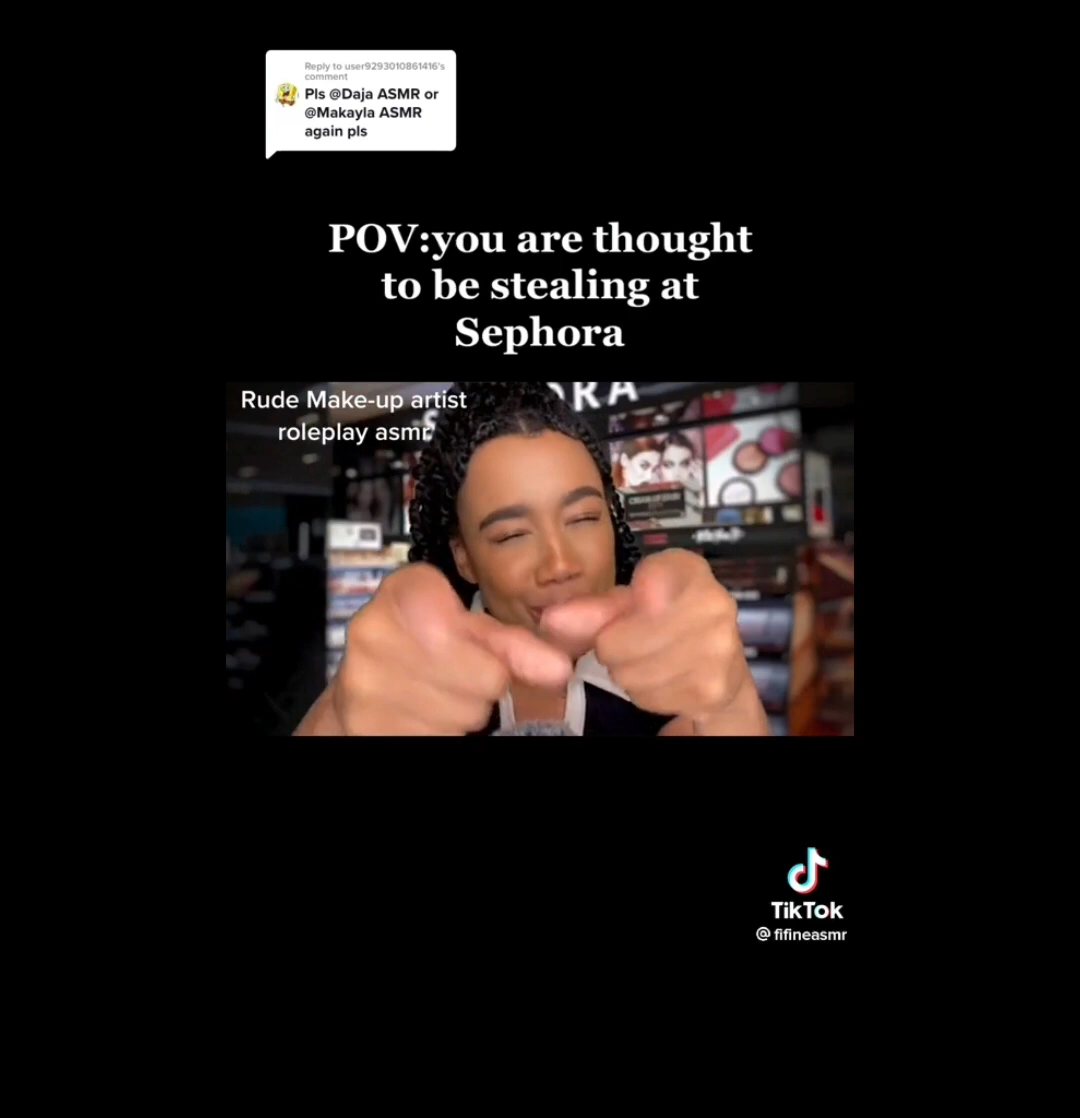 Reply to user9293010861416's
comment
Pls @Daja ASMR or
@Makayla ASMR
again pls
POV:you are thought
to be stealing at
Sephora
Rude Make-up artist
roleplay asmr
TikTok
@fifineasmr